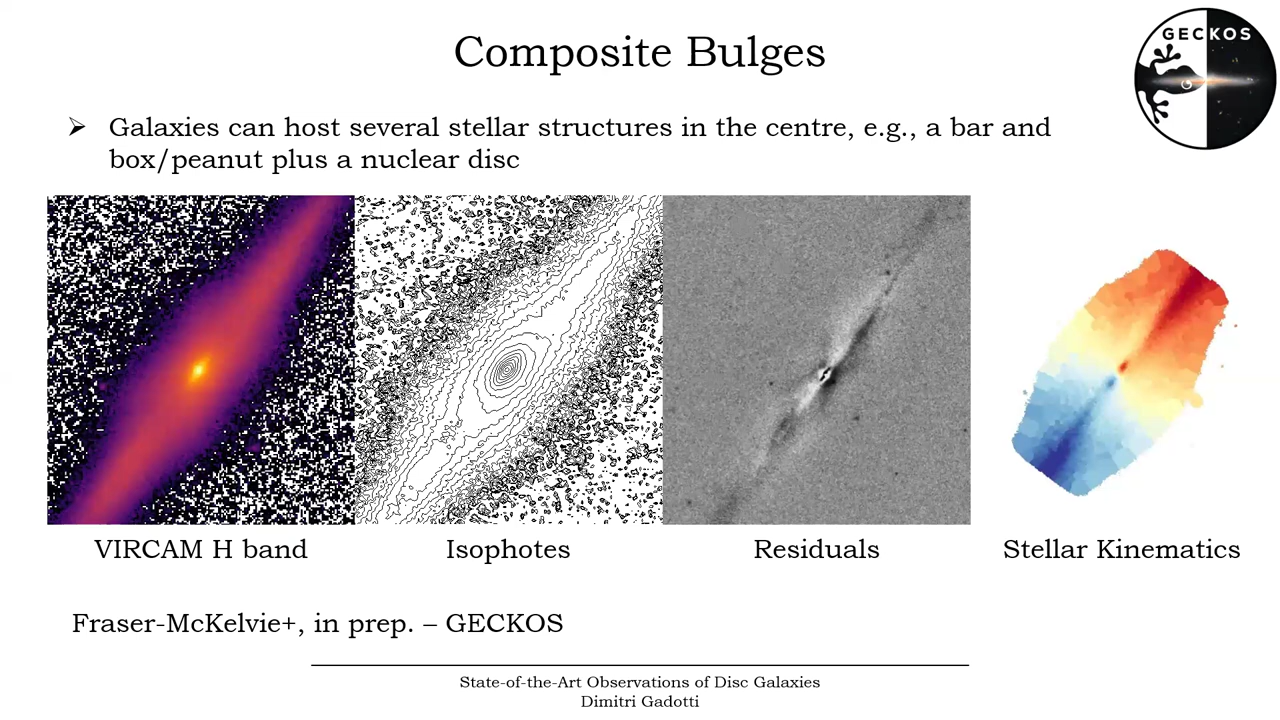 Composite Bulges
GECKOS
➢ Galaxies can host several stellar structures in the centre, e.g., a bar and
box/peanut plus a nuclear disc
VIRCAM H band
Isophotes
Residuals
Stellar Kinematics
Fraser-McKelvie+, in prep. – GECKOS
State-of-the-Art Observations of Disc Galaxies
Dimitri Gadotti